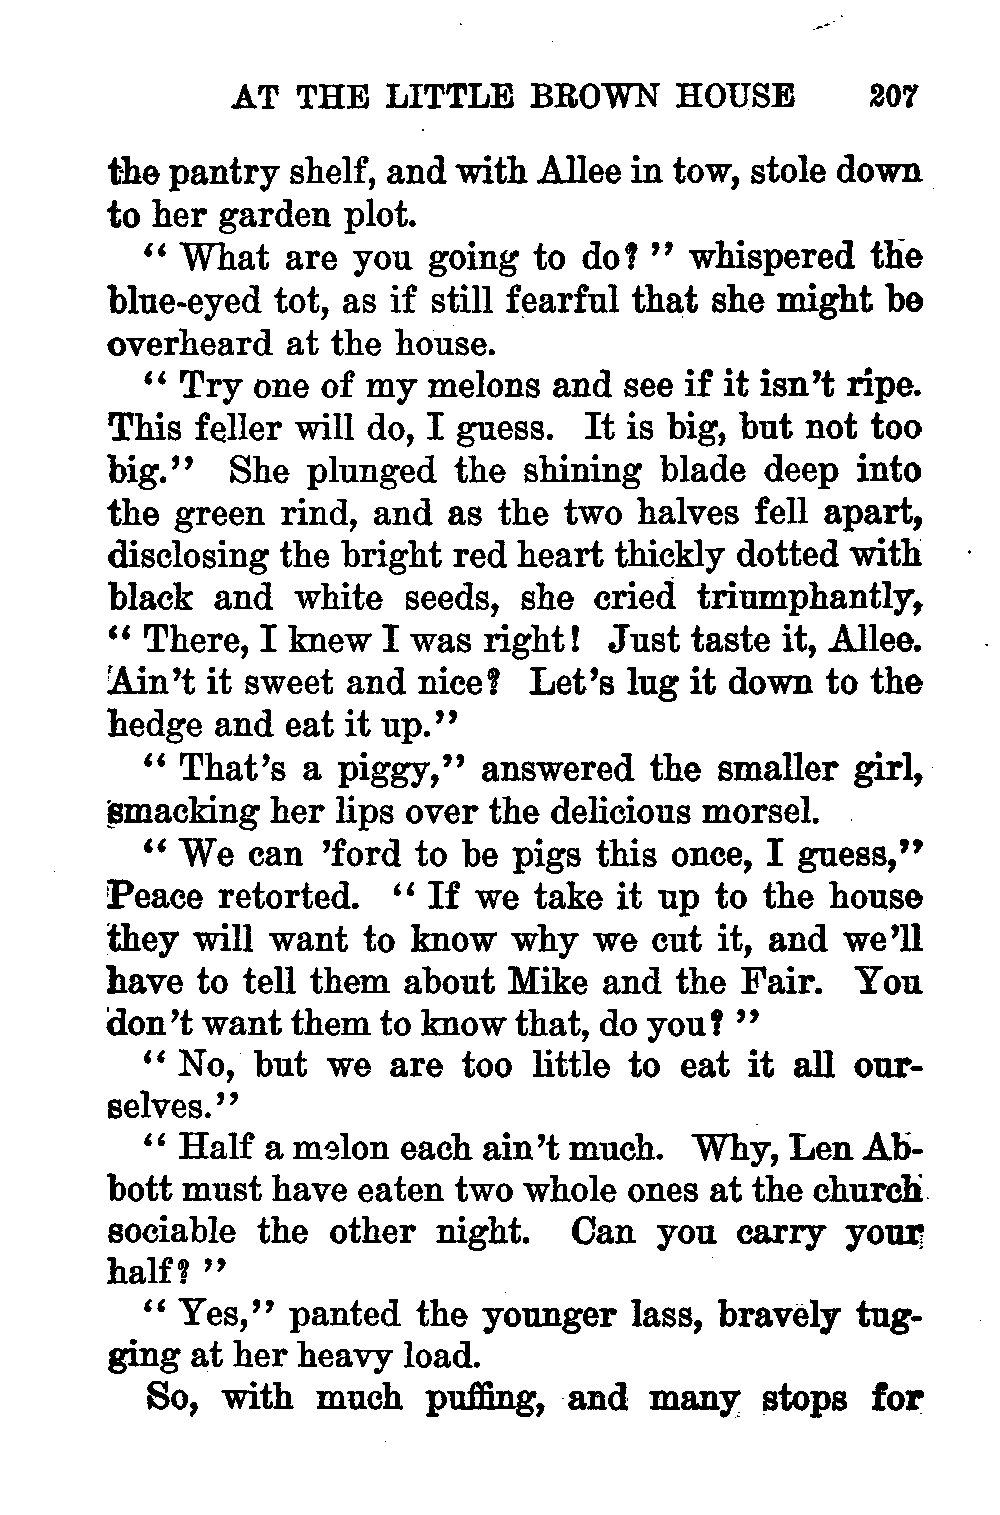 AT THE LITTLE BROWN HOUSE 207
the pantry shelf, and with Allee in tow, stole down
to her garden plot.
“ What are you going to do? ” whispered the
blue-eyed tot, as if still fearful that she might be
overheard at the house.
“ Try one of my melons and see if it isn’t ripe.
This feller will do, I guess. It is big, but not too
big.” She plunged the shining blade deep into
the green rind, and as the two halves fell apart,
disclosing the bright red heart thickly dotted with
black and white seeds, she cried triumphantly,
“ There, I knew I was right! Just taste it, Allee.
Ain’t it sweet and nice? Let’s lug it down to the
hedge and eat it up.”
“ That’s a piggy,” answered the smaller girl,
smacking her lips over the delicious morsel.
“ We can ’ford to be pigs this once, I guess,”
Peace retorted. “ If we take it up to the house
they will want to know why we cut it, and we’ll
have to tell them about Mike and the Fair. You
don’t want them to know that, do you? ”
“ No, but we are too little to eat it all our-
selves.”
“ Half a melon each ain’t much. Why, Len Ab-
bott must have eaten two whole ones at the church
sociable the other night. Can you carry your
half? ”
“ Yes,” panted the younger lass, bravely tug-
ging at her heavy load.
So, with much puffing, and many stops for